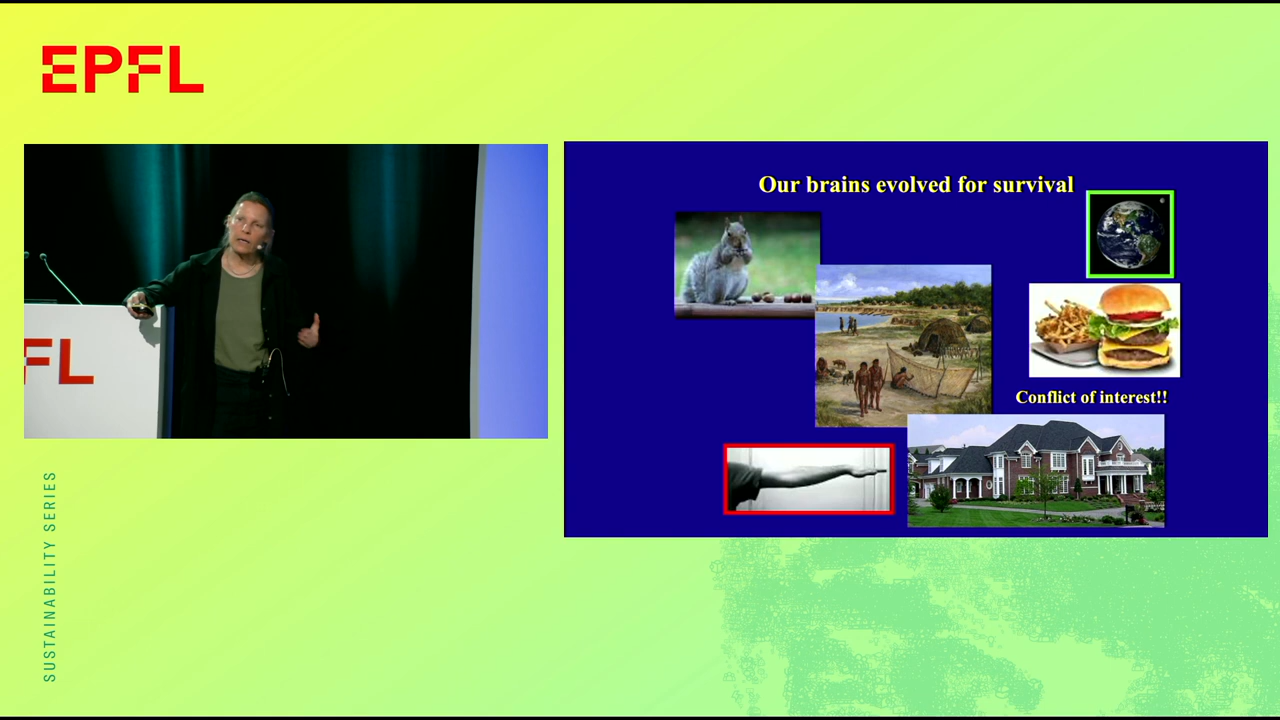 EPFL
FL
Our brains evolved for survival
Conflict of interest!!
SUSTAINABILITY SERIES